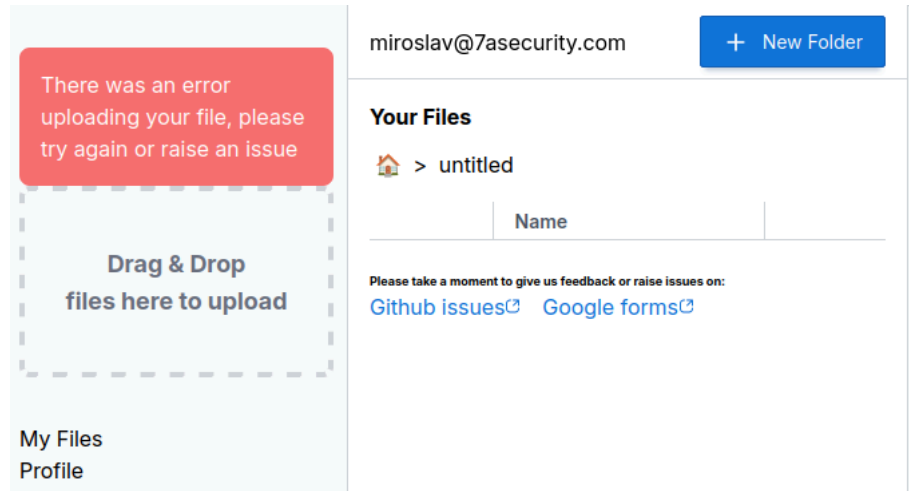 There was an error
uploading your file, please
try again or raise an issue
Drag & Drop
files here to upload
My Files
Profile
miroslav@7asecurity.com
+ New Folder
Your Files
> untitled
Name
Please take a moment to give us feedback or raise issues on:
Github issues Google forms